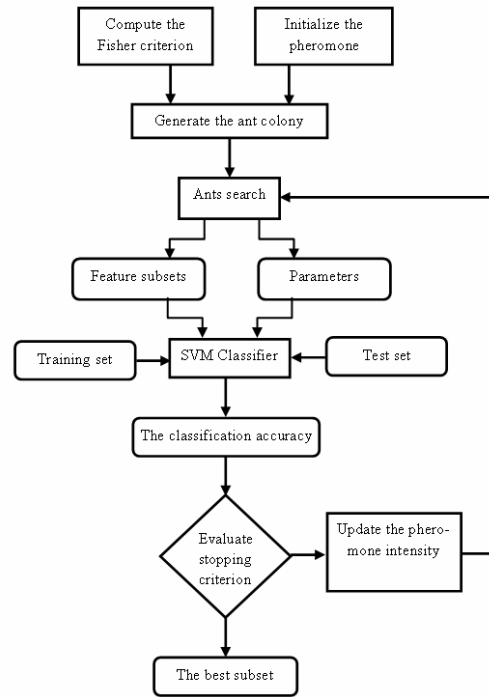 Compute the
Fisher criterion
Initialize the
pheromone
Generate the ant colony
Ants search
Feature subsets
Parameters
Training set
SVM Classifier
Test set
The classification accuracy
Evaluate
stopping
criterion
Update the phero-
mone intensity
The best subset